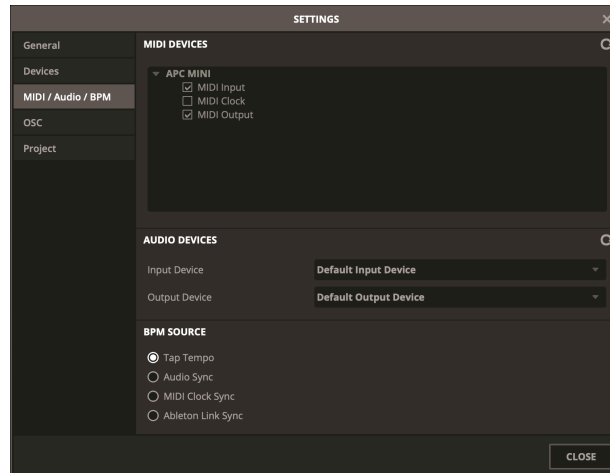 SETTINGS
General
Devices
MIDI / Audio / BPM
OSC
Project
MIDI DEVICES
APC MINI
MIDI Input
MIDI Clock
MIDI Output
AUDIO DEVICES
Input Device Default Input Device
Output Device Default Output Device
BPM SOURCE
Tap Tempo
Audio Sync
MIDI Clock Sync
Ableton Link Sync
CLOSE